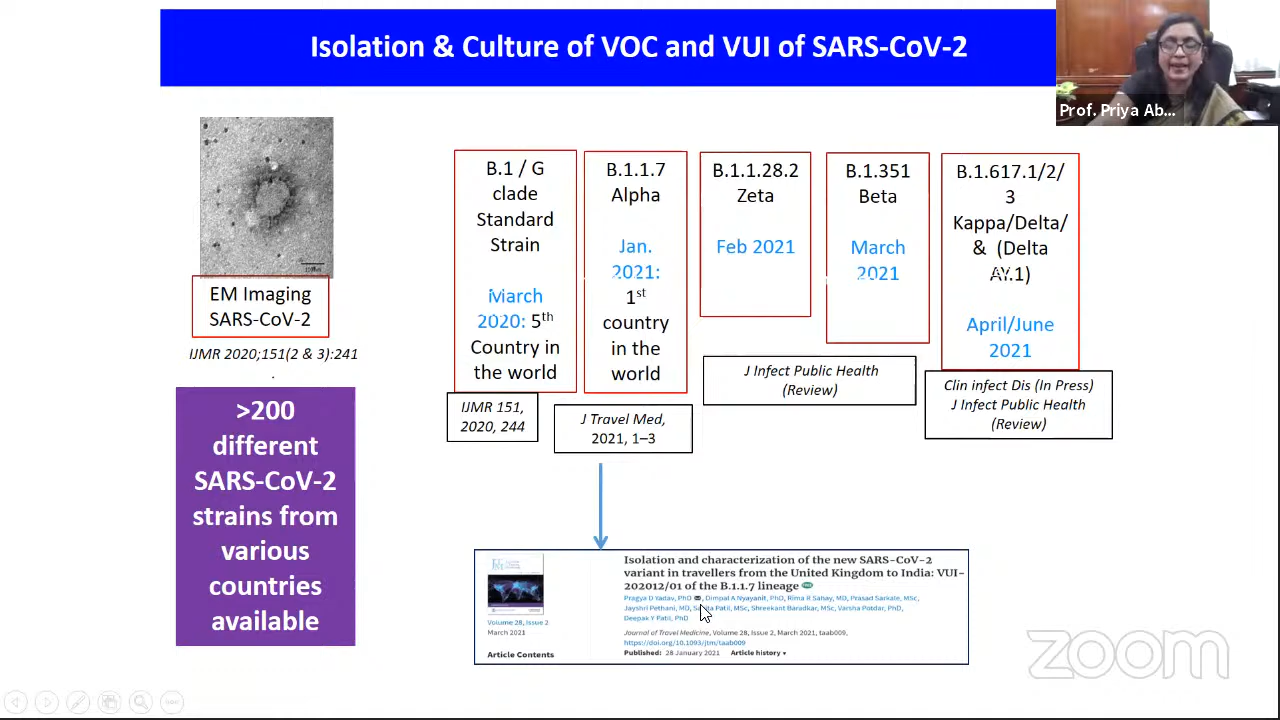 Isolation & Culture of VOC and VUI of SARS-CoV-2
Prof. Priya Ab...
EM Imaging
SARS-CoV-2
IJMR 2020;151(2 & 3):241
.
>200
different
SARS-CoV-2
strains from
various
countries
available
B.1 / G
clade
Standard
Strain
March
2020: 5th
Country in
the world
IJMR 151,
2020, 244
B.1.1.7
Alpha
Jan.
2021:
1st
country
in the
world
J Travel Med,
2021, 1–3
B.1.1.28.2
Zeta
Feb 2021
B.1.351
Beta
March
2021
J Infect Public Health
(Review)
B.1.617.1/2/
3
Kappa/Delta/
& (Delta
AY.1)
April/June
2021
Clin infect Dis (In Press)
J Infect Public Health
(Review)
Volume 28, Issue 2
March 2021
Article Contents
Isolation and characterization of the new SARS-CoV-2
variant in travellers from the United Kingdom to India: VUI-
202012/01 of the B.1.1.7 lineage
Pragya D Yadav, PhD, Dimpal A Nyayanit, PhD, Rima R Sahay, MD, Prasad Sarkale, MSc,
Jayshri Pethani, MD, Savita Patil, MSc, Shreekant Baradkar, MSc, Varsha Potdar, PhD,
Deepak Y Patil, PhD
Journal of Travel Medicine, Volume 28, Issue 2, March 2021, taab009,
https://doi.org/10.1093/jtm/taab009
Published: 28 January 2021 Article history
zoom